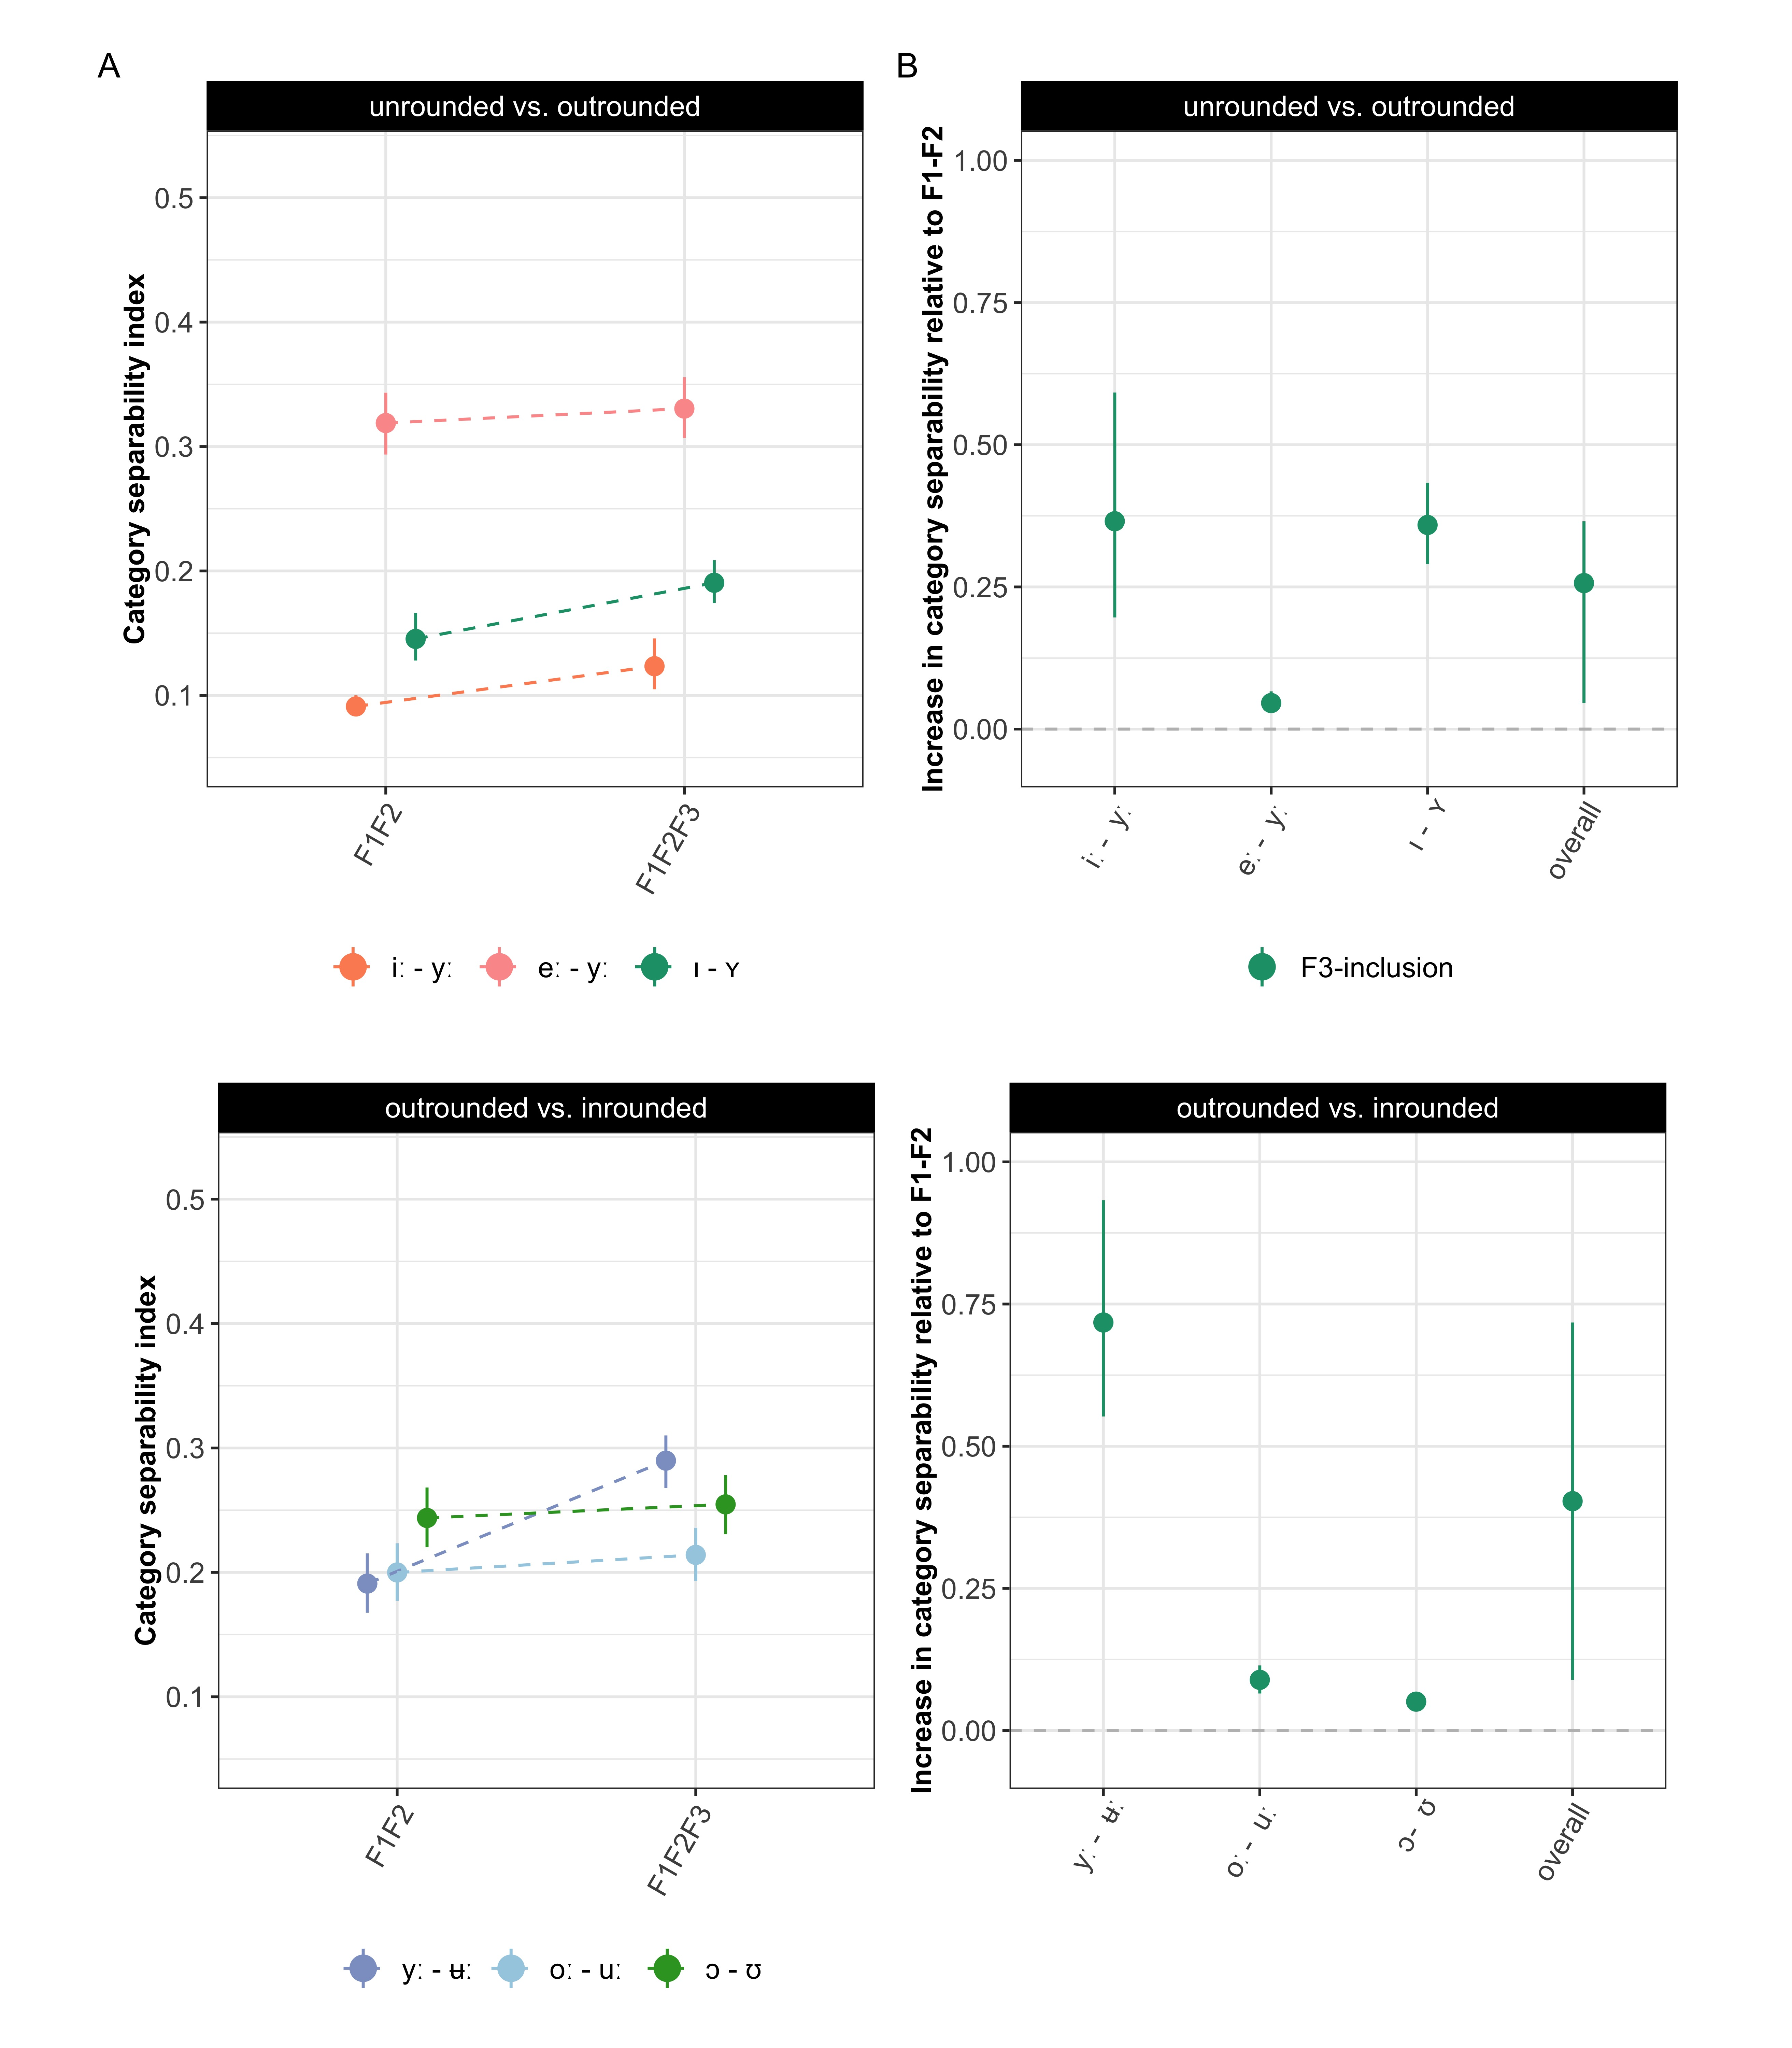 A
B
unrounded vs. outrounded
unrounded vs. outrounded
Category separability index
0.5
0.4
0.3
0.2
0.1
F1F2
F1F2F3
iː - yː
eː - yː
ɪ - ʏ
Increase in category separability relative to F1-F2
1.00
0.75
0.50
0.25
0.00
iː - yː
eː - yː
ɪ - ʏ
overall
F3-inclusion
outrounded vs. inrounded
outrounded vs. inrounded
Category separability index
0.5
0.4
0.3
0.2
0.1
F1F2
F1F2F3
yː - ʉː
oː - uː
ɔ - ʊ
Increase in category separability relative to F1-F2
1.00
0.75
0.50
0.25
0.00
yː - ʉː
oː - uː
ɔ- ʊ
overall